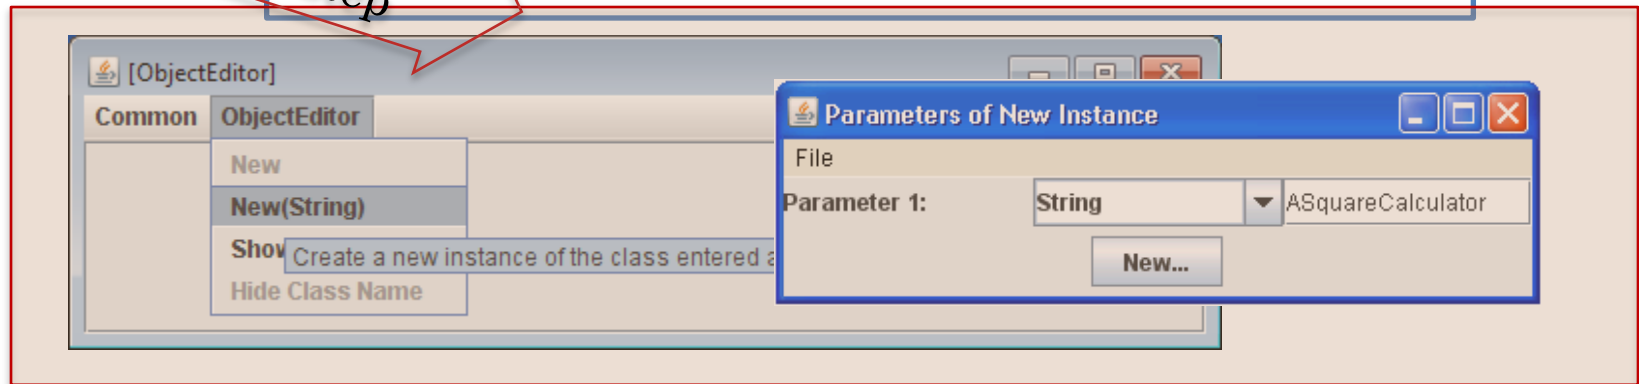 [ObjectEditor]
Common ObjectEditor
New
New(String)
Create a new instance of the class entered
Hide Class Name
Parameters of New Instance
File
Parameter 1: String ASquareCalculator
New...